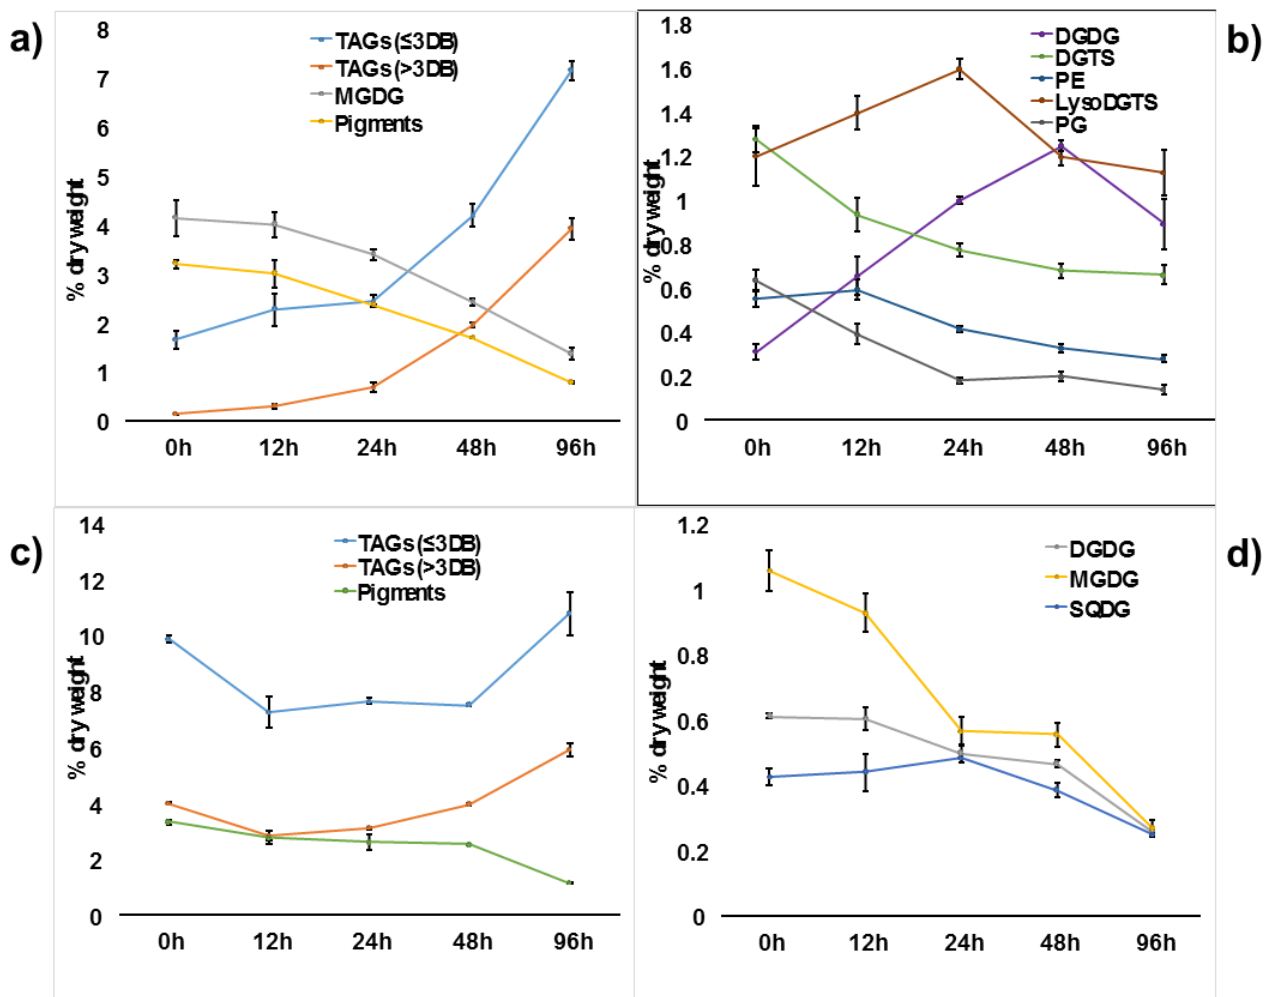 a)
8
7
6
5
4
3
2
1
0
% dry weight
TAGs (≤3DB)
TAGs (>3DB)
MGDG
Pigments
0h 12h 24h 48h 96h
b)
1.8
1.6
1.4
1.2
1
0.8
0.6
0.4
0.2
0
% dry weight
DGDG
DGTS
PE
LysoDGTS
PG
0h 12h 24h 48h 96h
c)
14
12
10
8
6
4
2
0
% dry weight
TAGs (≤3DB)
TAGs (>3DB)
Pigments
0h 12h 24h 48h 96h
d)
1.2
1
0.8
0.6
0.4
0.2
0
% dry weight
DGDG
MGDG
SQDG
0h 12h 24h 48h 96h